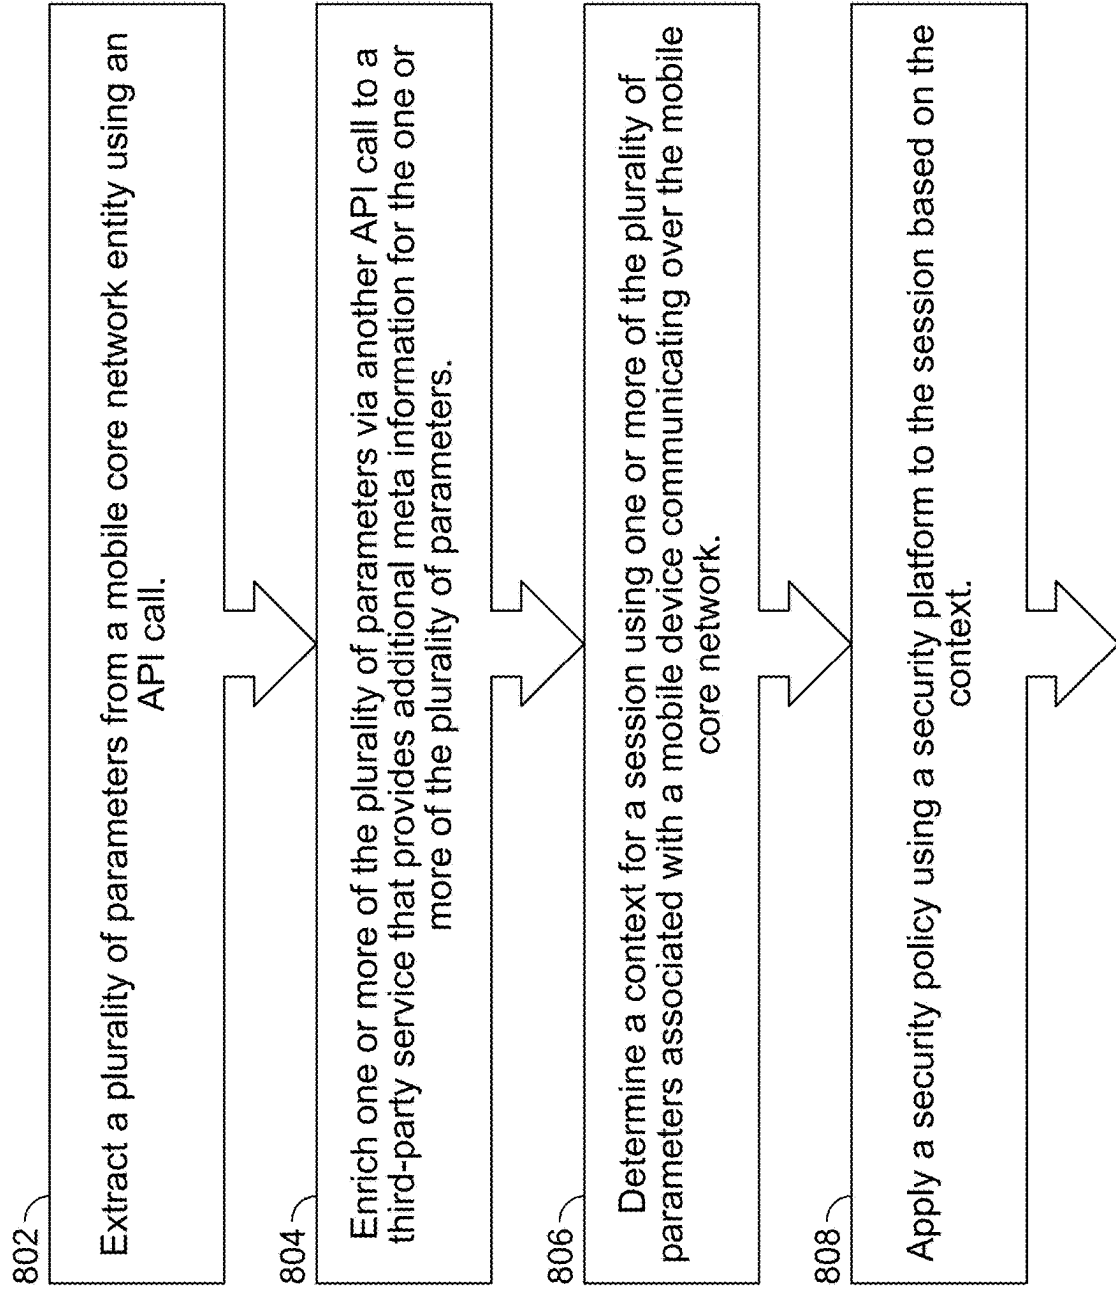 802
Extract a plurality of parameters from a mobile core network entity using an
API call.
804
Enrich one or more of the plurality of parameters via another API call to a
third-party service that provides additional meta information for the one or
more of the plurality of parameters.
806
Determine a context for a session using one or more of the plurality of
parameters associated with a mobile device communicating over the mobile
core network.
808
Apply a security policy using a security platform to the session based on the
context.